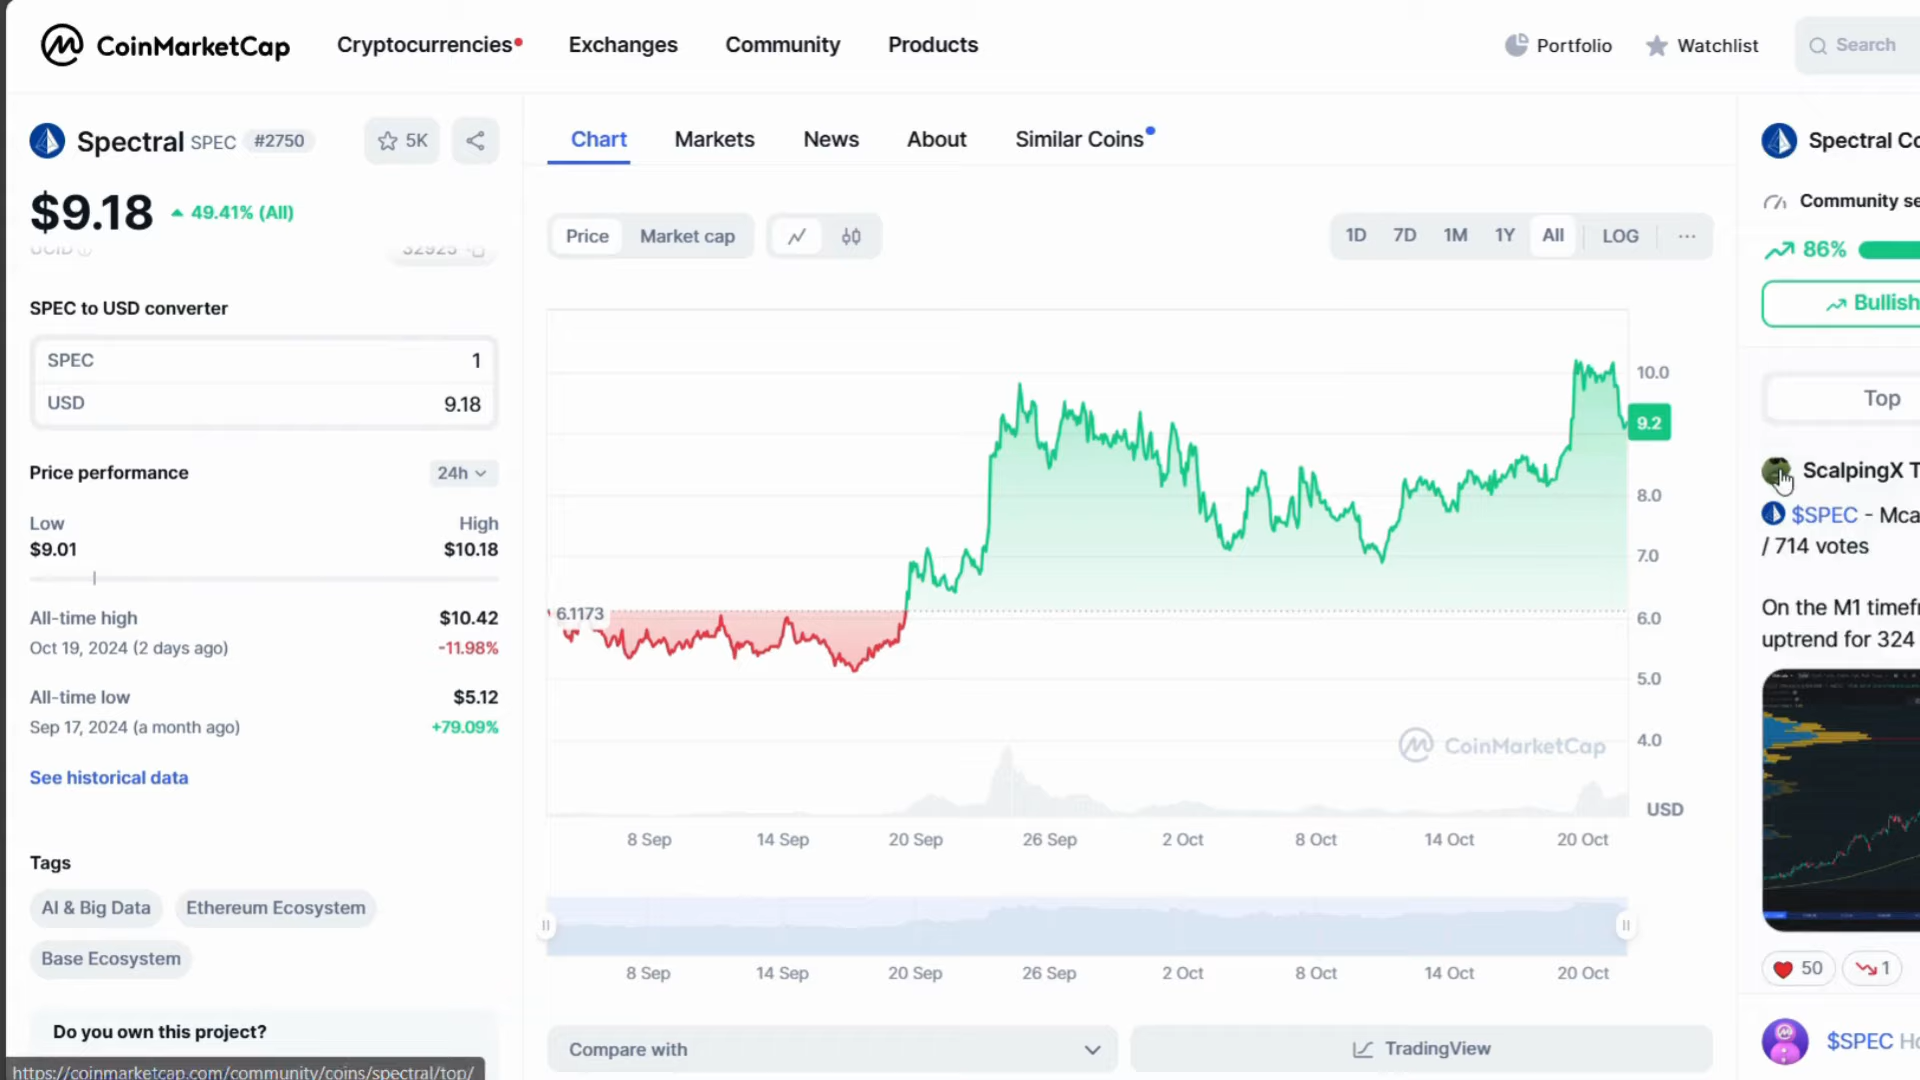 CoinMarketCap
Cryptocurrencies
Exchanges
Community
Products
Portfolio
Watchlist
Search
Spectral SPEC #2750
5K
$9.18 49.41% (All)
UCID
32925
SPEC to USD converter
SPEC 1
USD 9.18
Price performance
24h
Low High
$9.01 $10.18
All-time high $10.42
Oct 19, 2024 (2 days ago) -11.98%
All-time low $5.12
Sep 17, 2024 (a month ago) +79.09%
See historical data
Tags
AI & Big Data
Ethereum Ecosystem
Base Ecosystem
Do you own this project?
https://coinmarketcap.com/community/coins/spectral/top/
Chart
Markets
News
About
Similar Coins
Price
Market cap
1D
7D
1M
1Y
All
LOG
10.0
9.2
8.0
7.0
6.1173
6.0
5.0
4.0
CoinMarketCap
USD
8 Sep 14 Sep 20 Sep 26 Sep 2 Oct 8 Oct 14 Oct 20 Oct
8 Sep 14 Sep 20 Sep 26 Sep 2 Oct 8 Oct 14 Oct 20 Oct
Compare with
TradingView
Spectral Co
Community se
86%
Bullish
Top
ScalpingX T
$SPEC - Mca
/ 714 votes
On the M1 timefr
uptrend for 324
50
1
$SPEC Ho